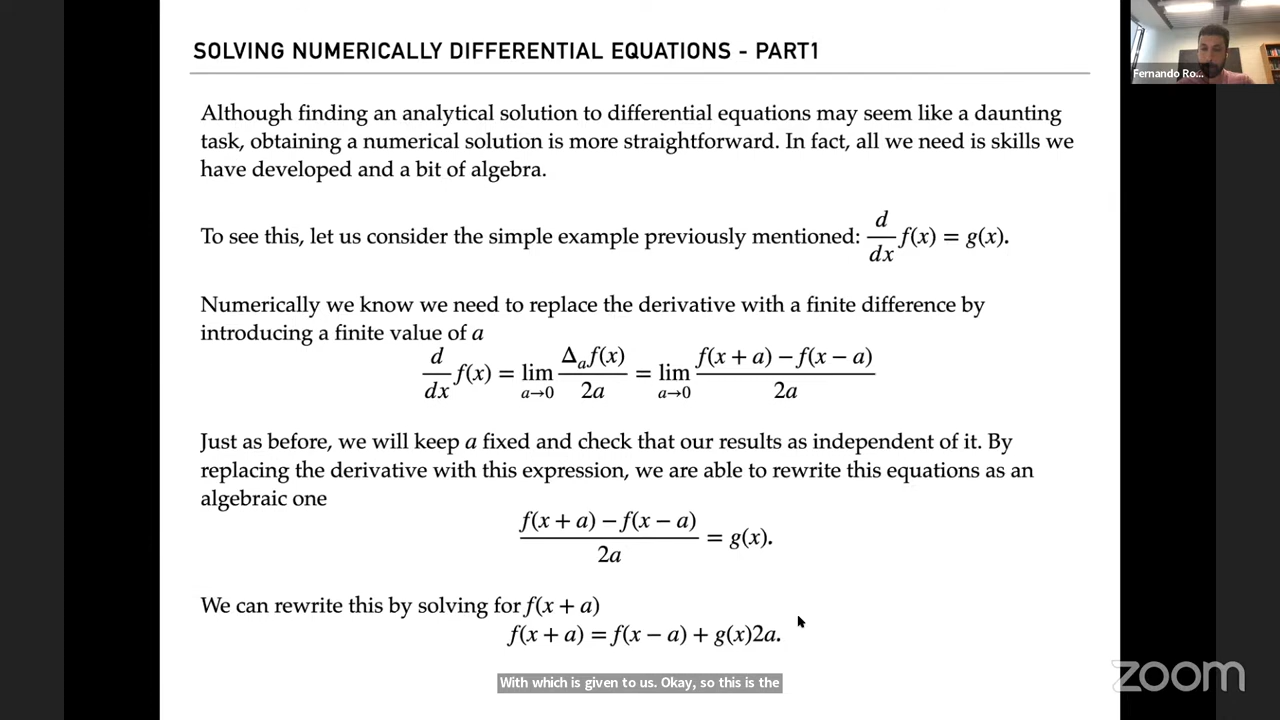 SOLVING NUMERICALLY DIFFERENTIAL EQUATIONS - PART1
Fernando Ro...
Although finding an analytical solution to differential equations may seem like a daunting
task, obtaining a numerical solution is more straightforward. In fact, all we need is skills we
have developed and a bit of algebra.
To see this, let us consider the simple example previously mentioned: d/dx f(x) = g(x).
Numerically we know we need to replace the derivative with a finite difference by
introducing a finite value of a
d/dx f(x) = lim a→0 Δₐf(x)/2a = lim a→0 f(x + a) − f(x − a)/2a
Just as before, we will keep a fixed and check that our results as independent of it. By
replacing the derivative with this expression, we are able to rewrite this equations as an
algebraic one
f(x + a) − f(x − a)/2a = g(x).
We can rewrite this by solving for f(x + a)
f(x + a) = f(x − a) + g(x)2a.
With which is given to us. Okay, so this is the
zoom